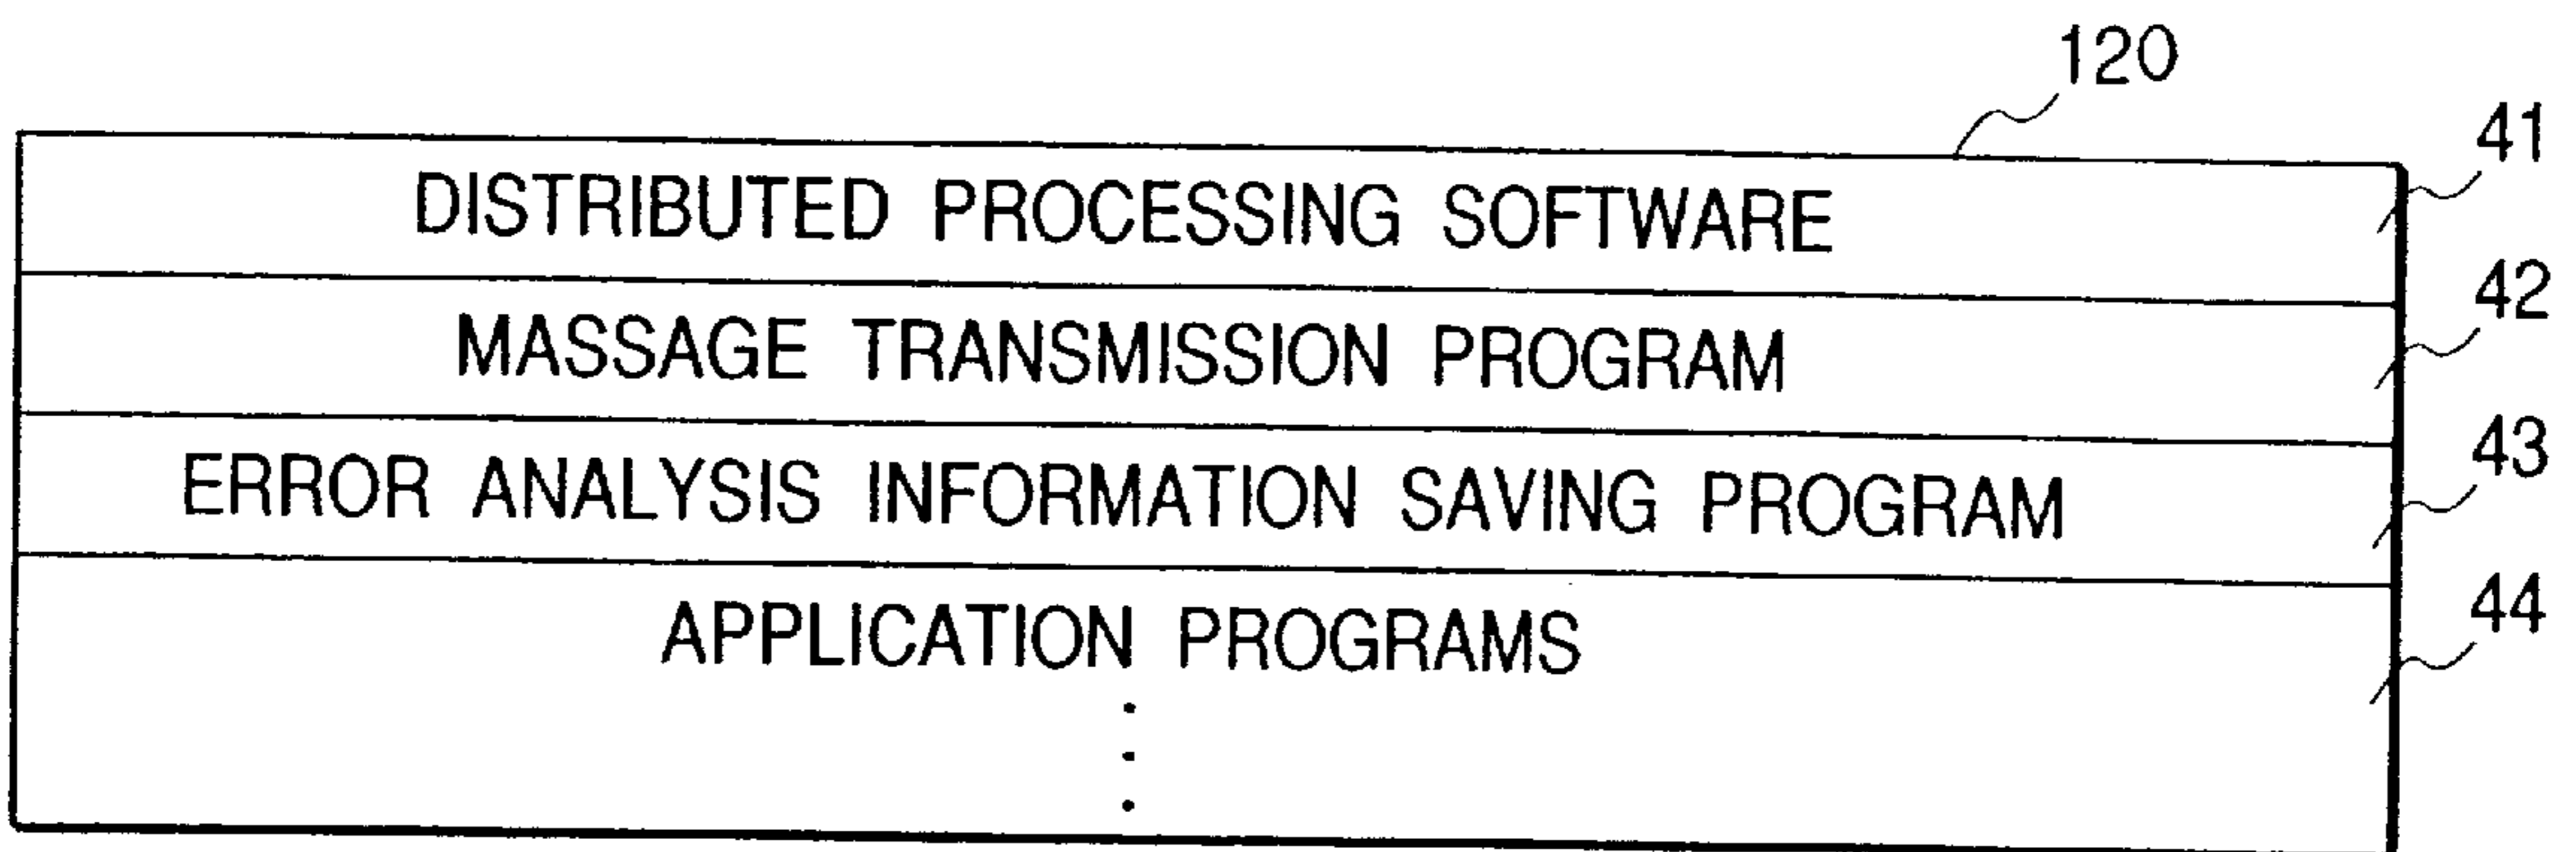 120
DISTRIBUTED PROCESSING SOFTWARE 41
MASSAGE TRANSMISSION PROGRAM 42
ERROR ANALYSIS INFORMATION SAVING PROGRAM 43
APPLICATION PROGRAMS 44